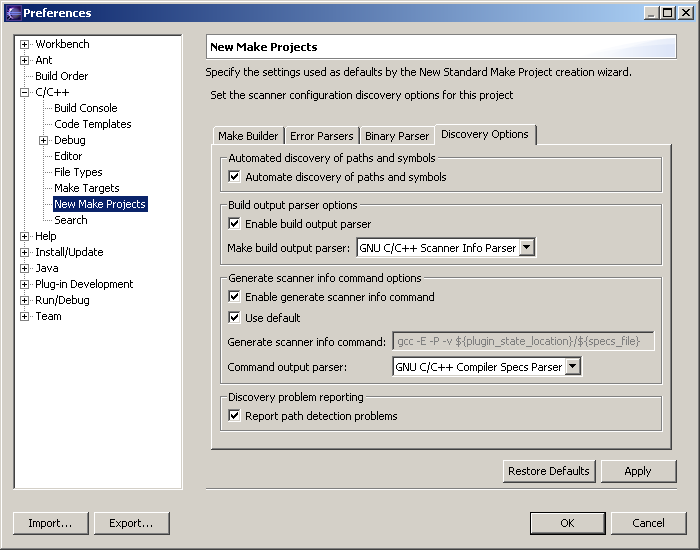 Preferences
Workbench
Ant
Build Order
C/C++
Build Console
Code Templates
Debug
Editor
File Types
Make Targets
New Make Projects
Search
Help
Install/Update
Java
Plug-in Development
Run/Debug
Team
New Make Projects
Specify the settings used as defaults by the New Standard Make Project creation wizard.
Set the scanner configuration discovery options for this project
Make Builder Error Parsers Binary Parser Discovery Options
Automated discovery of paths and symbols
Automate discovery of paths and symbols
Build output parser options
Enable build output parser
Make build output parser: GNU C/C++ Scanner Info Parser
Generate scanner info command options
Enable generate scanner info command
Use default
Generate scanner info command: gcc -E -P -v ${plugin_state_location}/${specs_file}
Command output parser: GNU C/C++ Compiler Specs Parser
Discovery problem reporting
Report path detection problems
Restore Defaults Apply
Import... Export... OK Cancel